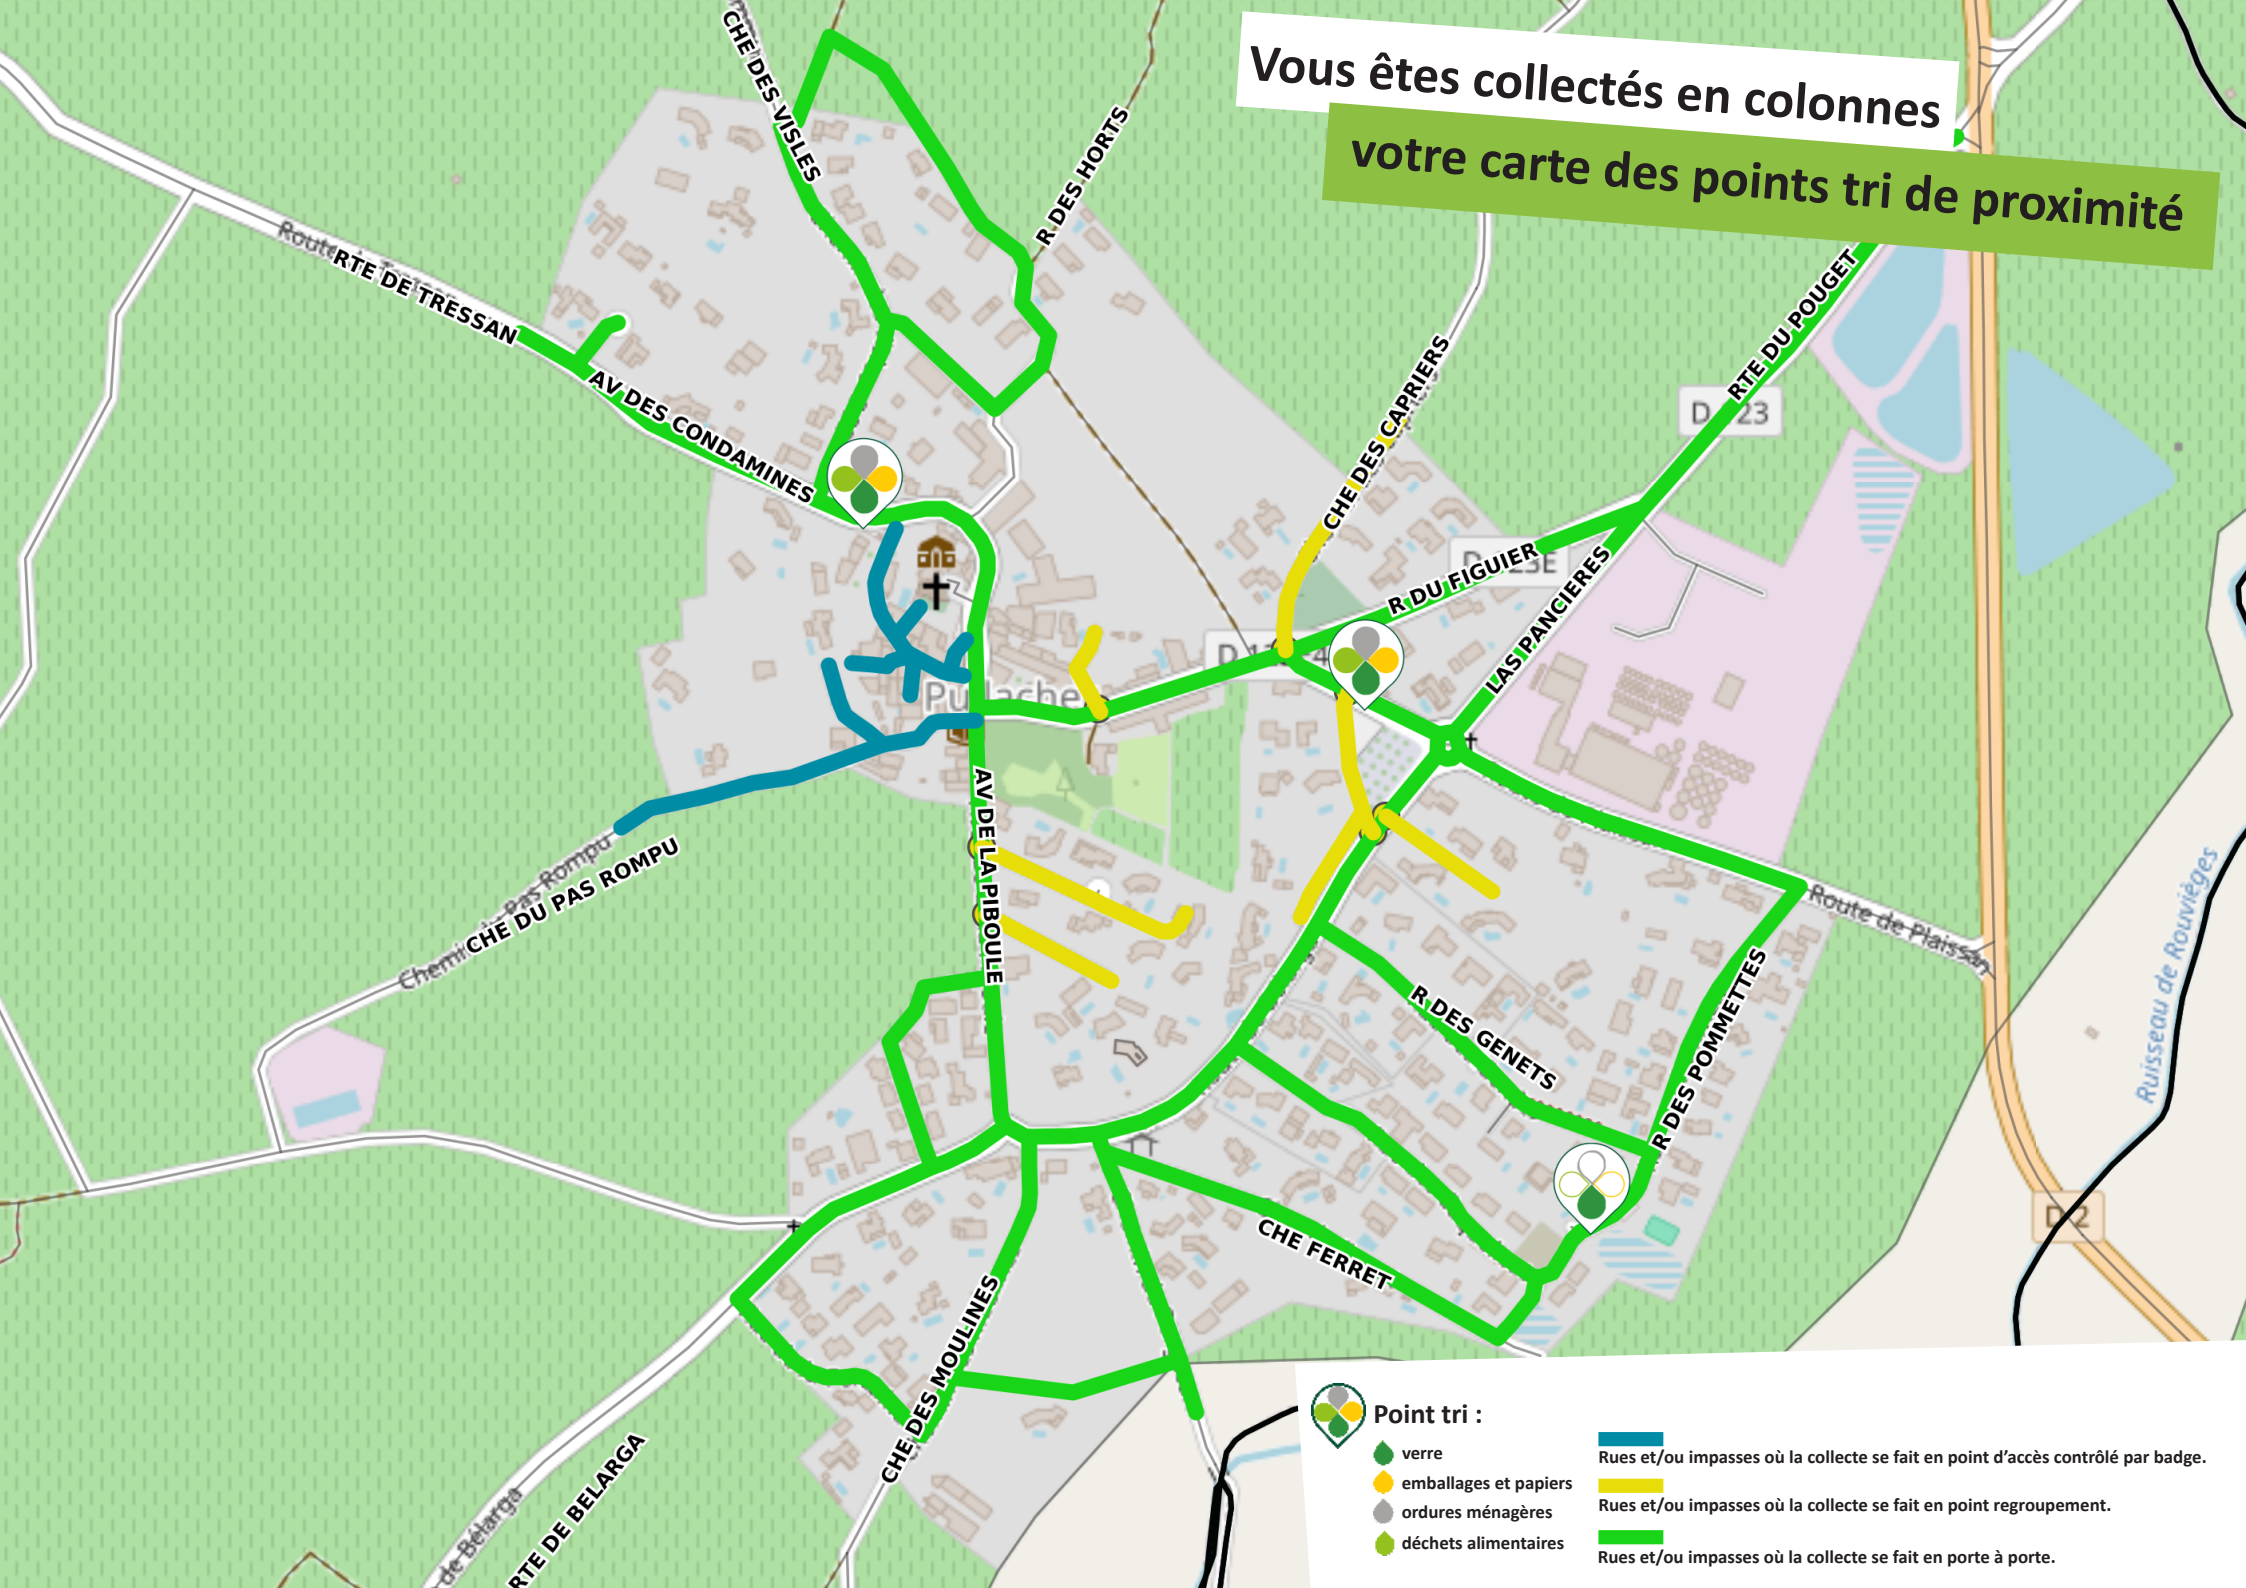 Vous êtes collectés en colonnes
votre carte des points tri de proximité
CHE DES VISLES
R DES HORTS
RTE DE TRESSAN
AV DES CONDAMINES
CHE DES CAPRIERS
RTE DU POUGET
R DU FIGUIER
LAS PANCIERES
AV DE LA PIBOULE
Chemin du Pas Rompu
CHE DU PAS ROMPU
Route de Plaissan
R DES GENETS
R DES POMMETTES
Ruisseau de Rouvièges
D 2
CHE FERRET
CHE DES MOULINES
de Bélarga
RTE DE BELARGA
Point tri :
verre
emballages et papiers
ordures ménagères
déchets alimentaires
Rues et/ou impasses où la collecte se fait en point d'accès contrôlé par badge.
Rues et/ou impasses où la collecte se fait en point regroupement.
Rues et/ou impasses où la collecte se fait en porte à porte.